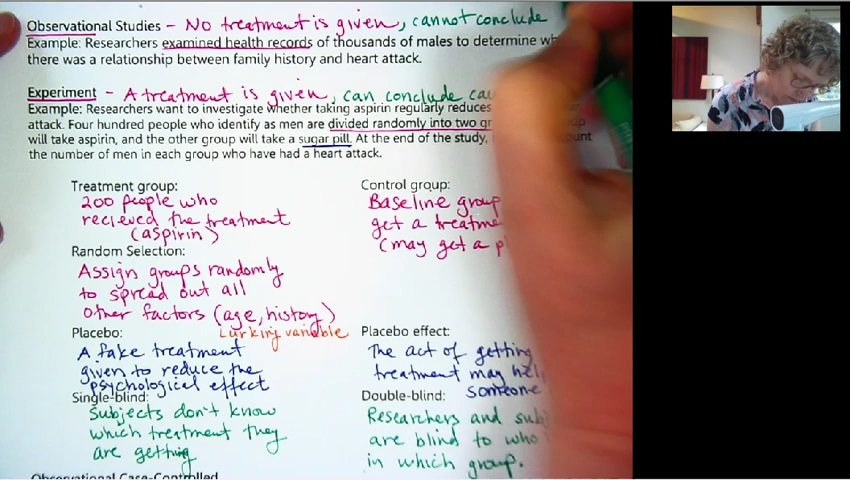 Observational Studies - No treatment is given, cannot conclude
Example: Researchers examined health records of thousands of males to determine
there was a relationship between family history and heart attack.
Experiment - A treatment is given, can conclude
Example: Researchers want to investigate whether taking aspirin regularly reduces
attack. Four hundred people who identify as men are divided randomly into two
will take aspirin, and the other group will take a sugar pill. At the end of the study,
the number of men in each group who have had a heart attack.
Treatment group:
200 people who
recieved the treatment
(aspirin)
Control group:
Baseline group
get a
(may get a
Random Selection:
Assign groups randomly
to spread out all
other factors (age, history)
Lurking variable
Placebo:
A fake treatment
given to reduce the
psychological effect
Placebo effect:
The act of getting
treatment may
someone
Single-blind:
Subjects don't know
which treatment they
are getting
Double-blind:
Researchers and
are blind to who
in which group.
Observational Case-Controlled